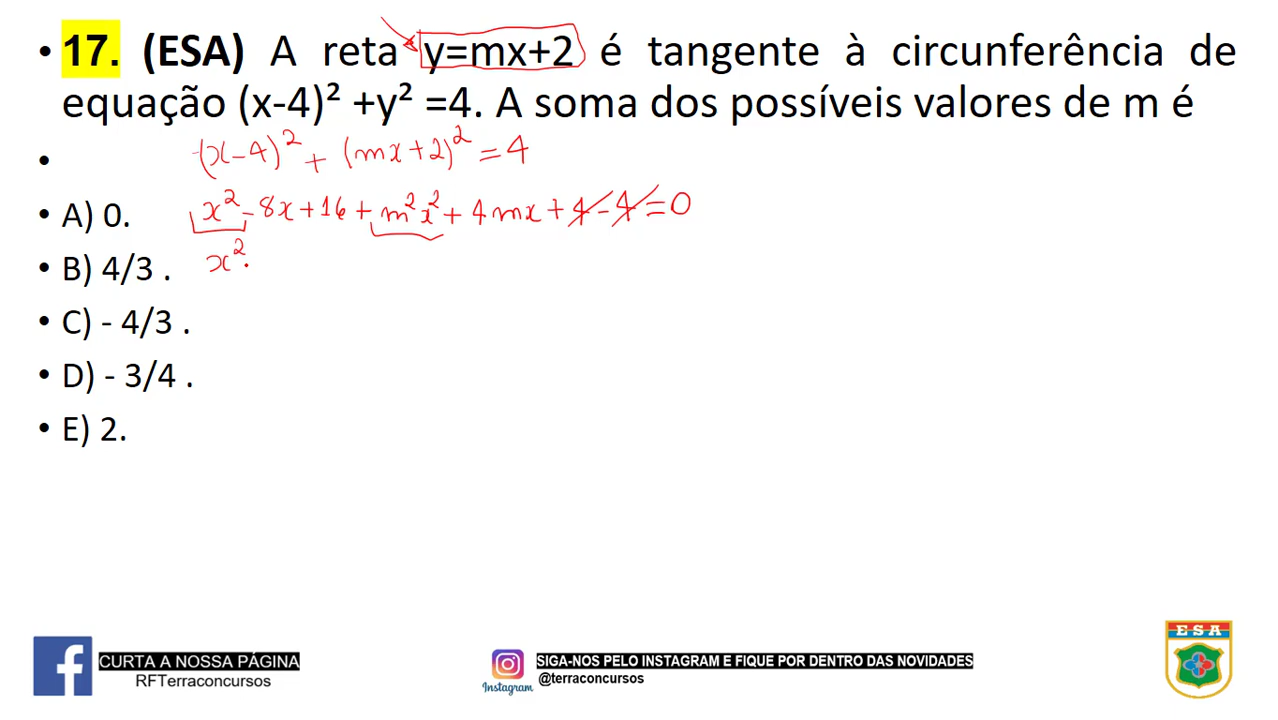 • 17. (ESA) A reta y=mx+2 é tangente à circunferência de
equação (x-4)² +y² =4. A soma dos possíveis valores de m é
•
(x-4)² + (mx+2)² = 4
• A) 0.
x² - 8x + 16 + m²x² + 4mx + 4 - 4 = 0
x²
• B) 4/3 .
• C) - 4/3 .
• D) - 3/4 .
• E) 2.
CURTA A NOSSA PÁGINA
RFTerraconcursos
Instagram
SIGA-NOS PELO INSTAGRAM E FIQUE POR DENTRO DAS NOVIDADES
@terraconcursos
ESA